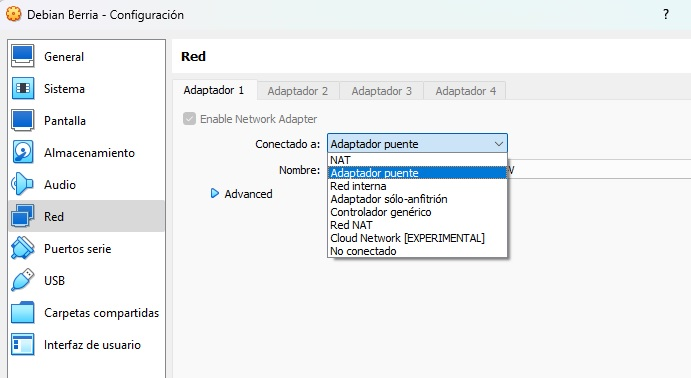 Debian Berria - Configuración
?
General
Sistema
Pantalla
Almacenamiento
Audio
Red
Puertos serie
USB
Carpetas compartidas
Interfaz de usuario
Red
Adaptador 1 Adaptador 2 Adaptador 3 Adaptador 4
Enable Network Adapter
Conectado a: Adaptador puente
Nombre:
Advanced
NAT
Adaptador puente
Red interna
Adaptador sólo-anfitrión
Controlador genérico
Red NAT
Cloud Network [EXPERIMENTAL]
No conectado